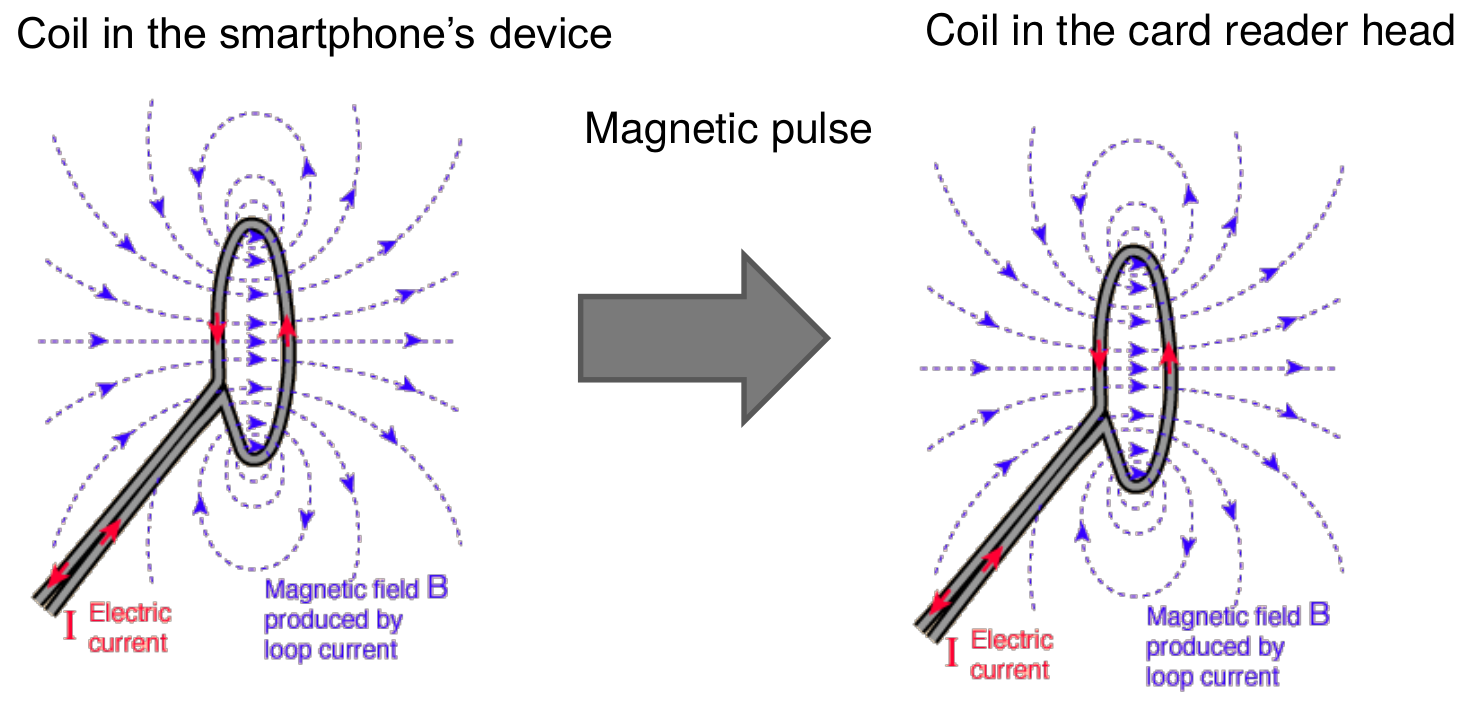 Coil in the smartphone’s device
Coil in the card reader head
Magnetic pulse
I Electric
current
Magnetic field B
produced by
loop current
I Electric
current
Magnetic field B
produced by
loop current